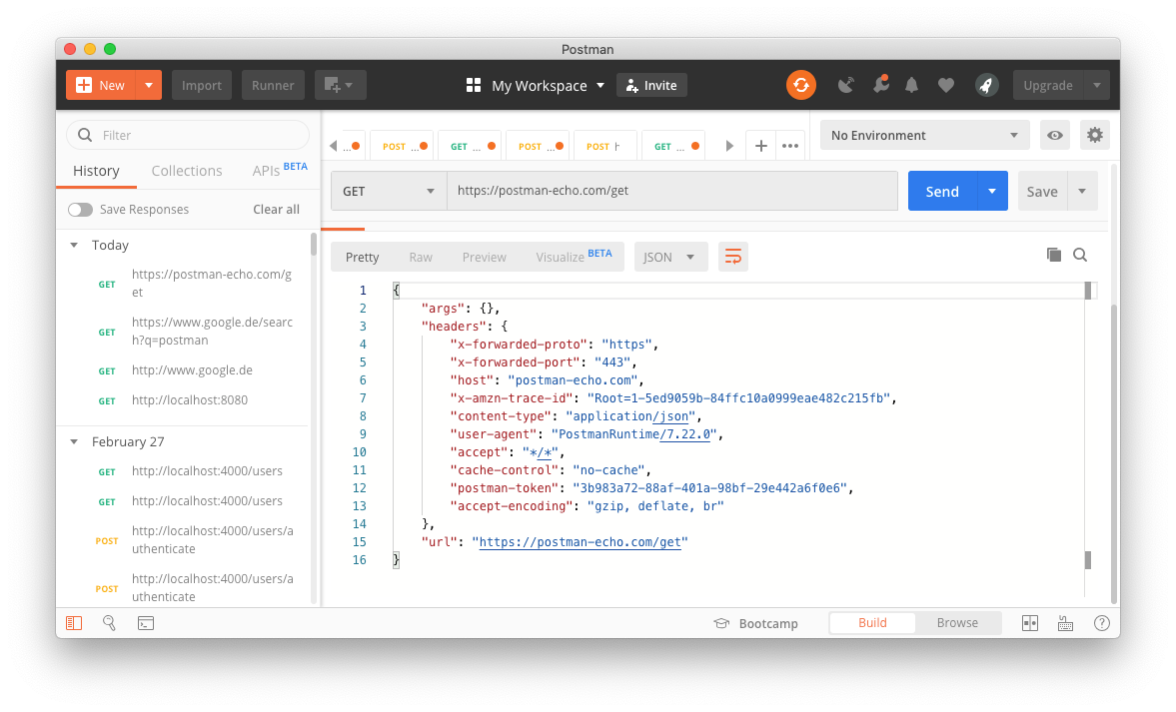 Postman
New
Import
Runner
My Workspace
Invite
Upgrade
Filter
History
Collections
APIs BETA
Save Responses
Clear all
Today
GET
https://postman-echo.com/g
et
GET
https://www.google.de/searc
h?q=postman
GET http://www.google.de
GET http://localhost:8080
February 27
GET http://localhost:4000/users
GET http://localhost:4000/users
POST
http://localhost:4000/users/a
uthenticate
POST
http://localhost:4000/users/a
uthenticate
...
POST ...
GET ...
POST ...
POST
GET ...
No Environment
GET
https://postman-echo.com/get
Send
Save
Pretty
Raw
Preview
Visualize BETA
JSON
1 {
2 "args": {},
3 "headers": {
4 "x-forwarded-proto": "https",
5 "x-forwarded-port": "443",
6 "host": "postman-echo.com",
7 "x-amzn-trace-id": "Root=1-5ed9059b-84ffc10a0999eae482c215fb",
8 "content-type": "application/json",
9 "user-agent": "PostmanRuntime/7.22.0",
10 "accept": "*/*",
11 "cache-control": "no-cache",
12 "postman-token": "3b983a72-88af-401a-98bf-29e442a6f0e6",
13 "accept-encoding": "gzip, deflate, br"
14 },
15 "url": "https://postman-echo.com/get"
16 }
Bootcamp
Build
Browse